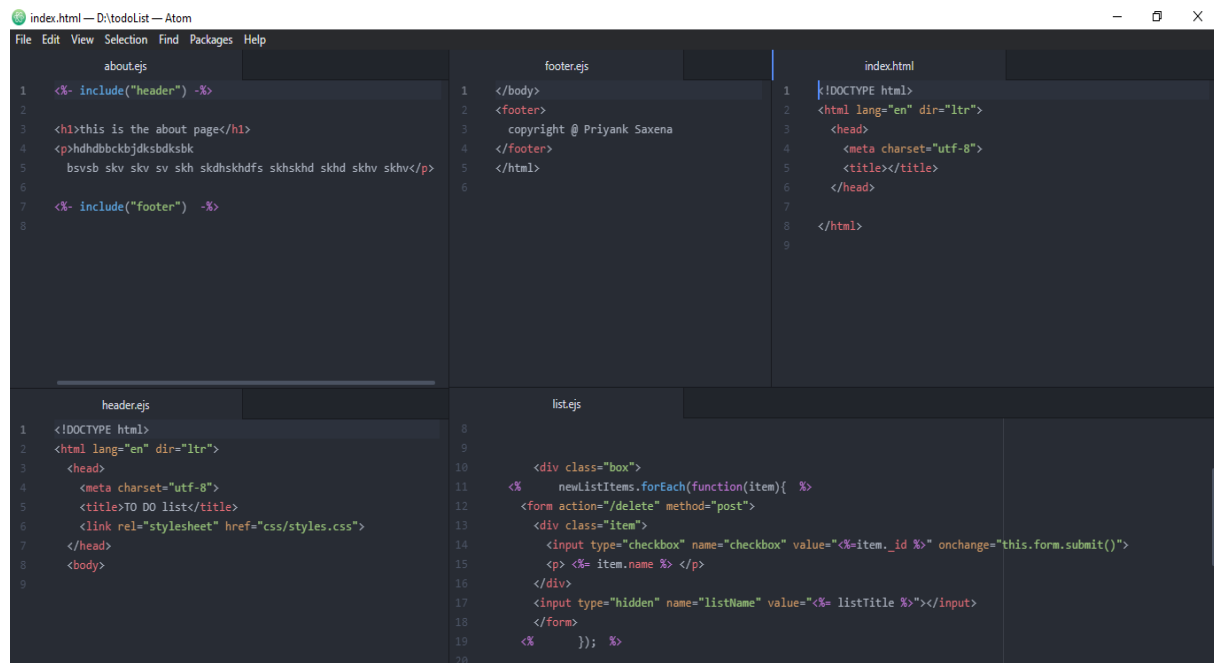 index.html — D:\todoList — Atom
File Edit View Selection Find Packages Help
about.ejs
1 <%- include("header") -%>
2
3 <h1>this is the about page</h1>
4 <p>hdhdbbckbjdksbdksbk
5 bsvsb skv skv sv skh skdhskhdfs skhskhd skhd skhv skhv</p>
6
7 <%- include("footer")  -%>
8
footer.ejs
1 </body>
2 <footer>
3 copyright @ Priyank Saxena
4 </footer>
5 </html>
6
index.html
1 <!DOCTYPE html>
2 <html lang="en" dir="ltr">
3 <head>
4 <meta charset="utf-8">
5 <title></title>
6 </head>
7
8 </html>
9
header.ejs
1 <!DOCTYPE html>
2 <html lang="en" dir="ltr">
3 <head>
4 <meta charset="utf-8">
5 <title>TO DO list</title>
6 <link rel="stylesheet" href="css/styles.css">
7 </head>
8 <body>
9
list.ejs
8
9
10 <div class="box">
11 <% newListItems.forEach(function(item){ %>
12 <form action="/delete" method="post">
13 <div class="item">
14 <input type="checkbox" name="checkbox" value="<%=item._id %>" onchange="this.form.submit()">
15 <p> <%= item.name %> </p>
16 </div>
17 <input type="hidden" name="listName" value="<%= listTitle %>"></input>
18 </form>
19 <% }); %>
20